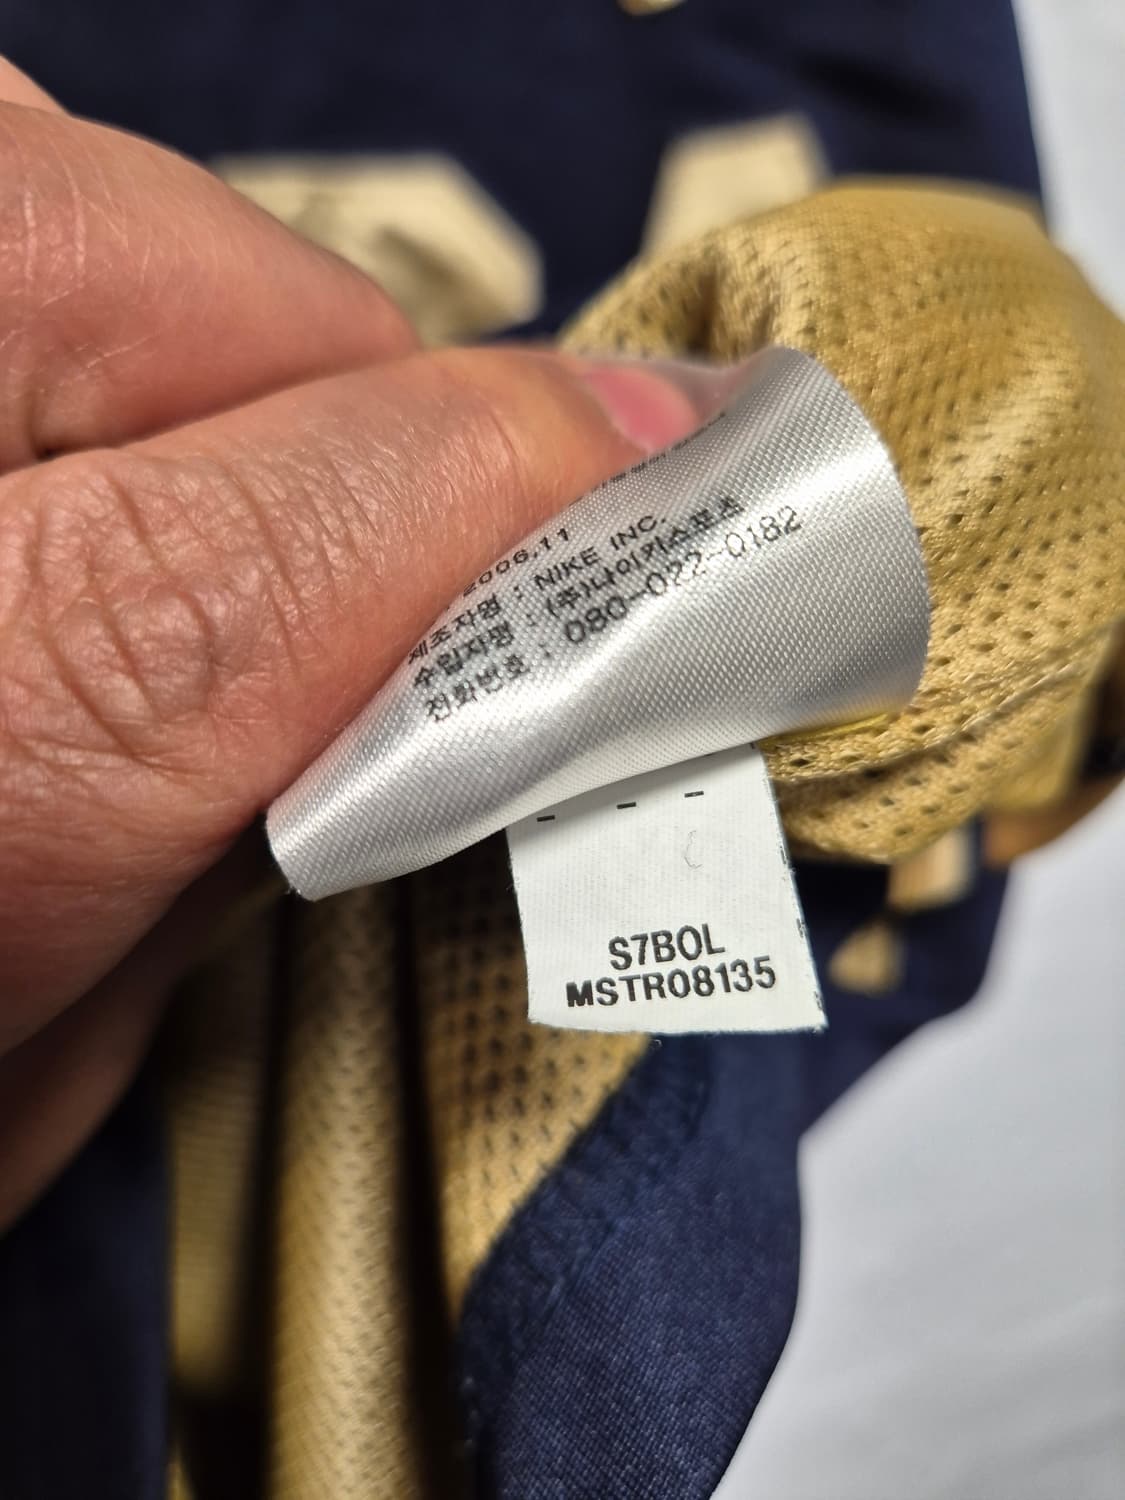 2006.11
제조자명 : NIKE INC.
수입자명 : (주)나이키스포츠
전화번호 : 080-022-0182
S7BOL
MSTR08135